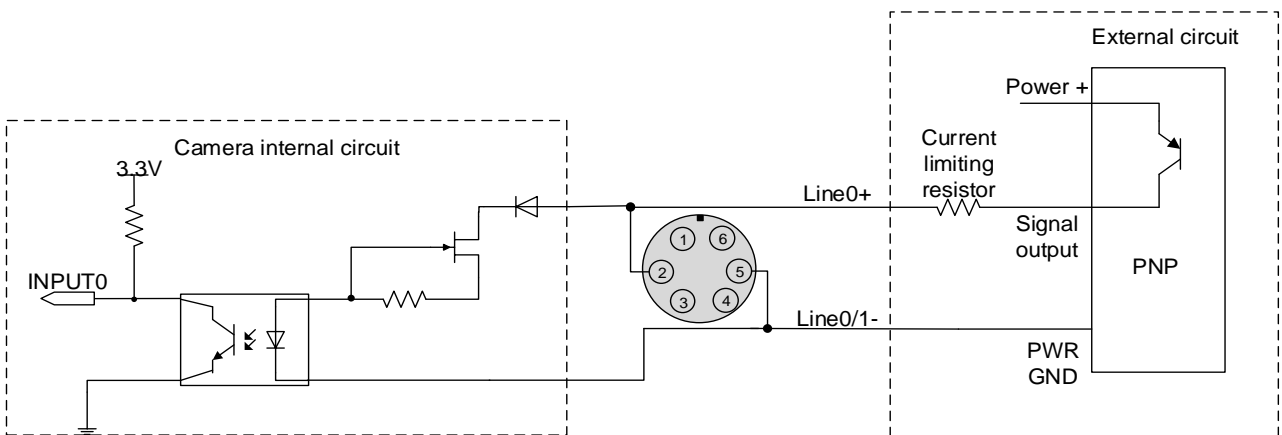 External circuit
Power +
Camera internal circuit
3.3V
Current
limiting
resistor
Line0+
Signal
output
1
6
2
5
3
4
PNP
INPUT0
Line0/1-
PWR
GND